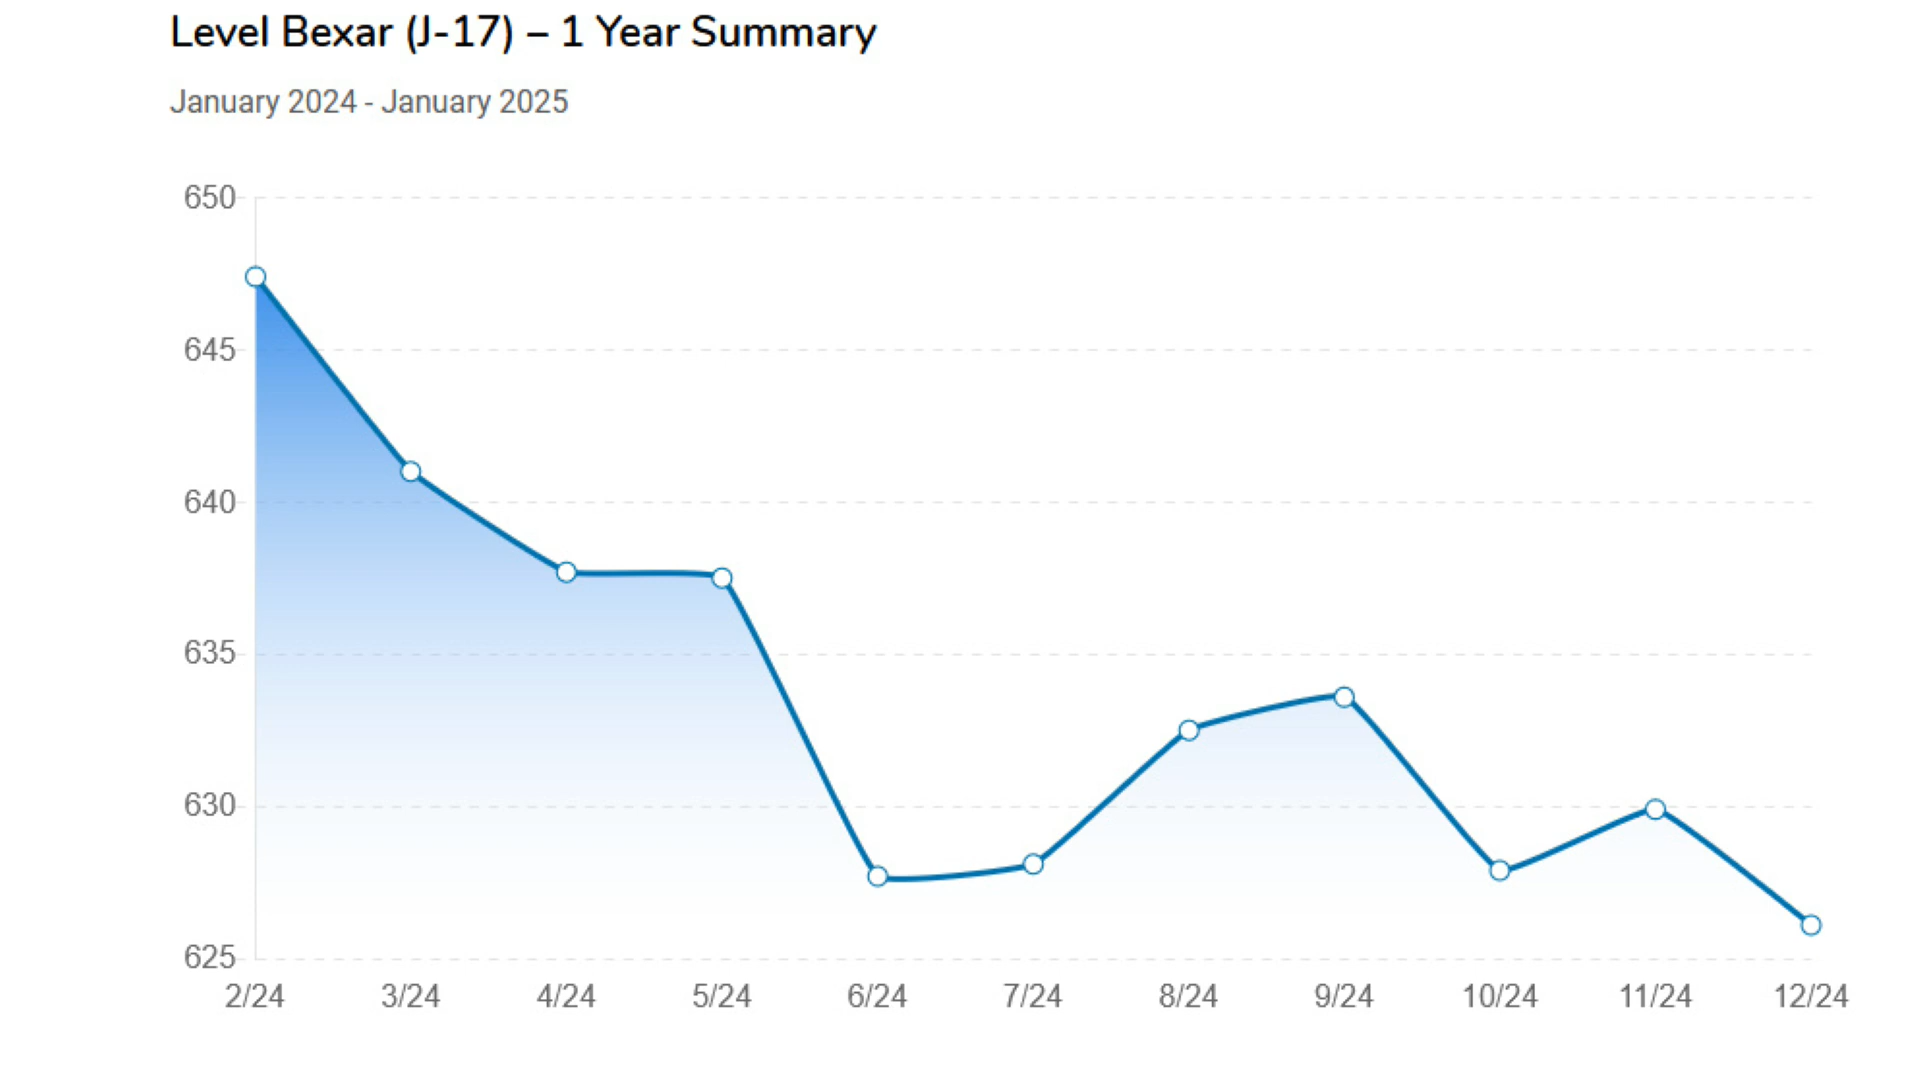 Level Bexar (J-17) – 1 Year Summary
January 2024 - January 2025
650
645
640
635
630
625
2/24 3/24 4/24 5/24 6/24 7/24 8/24 9/24 10/24 11/24 12/24